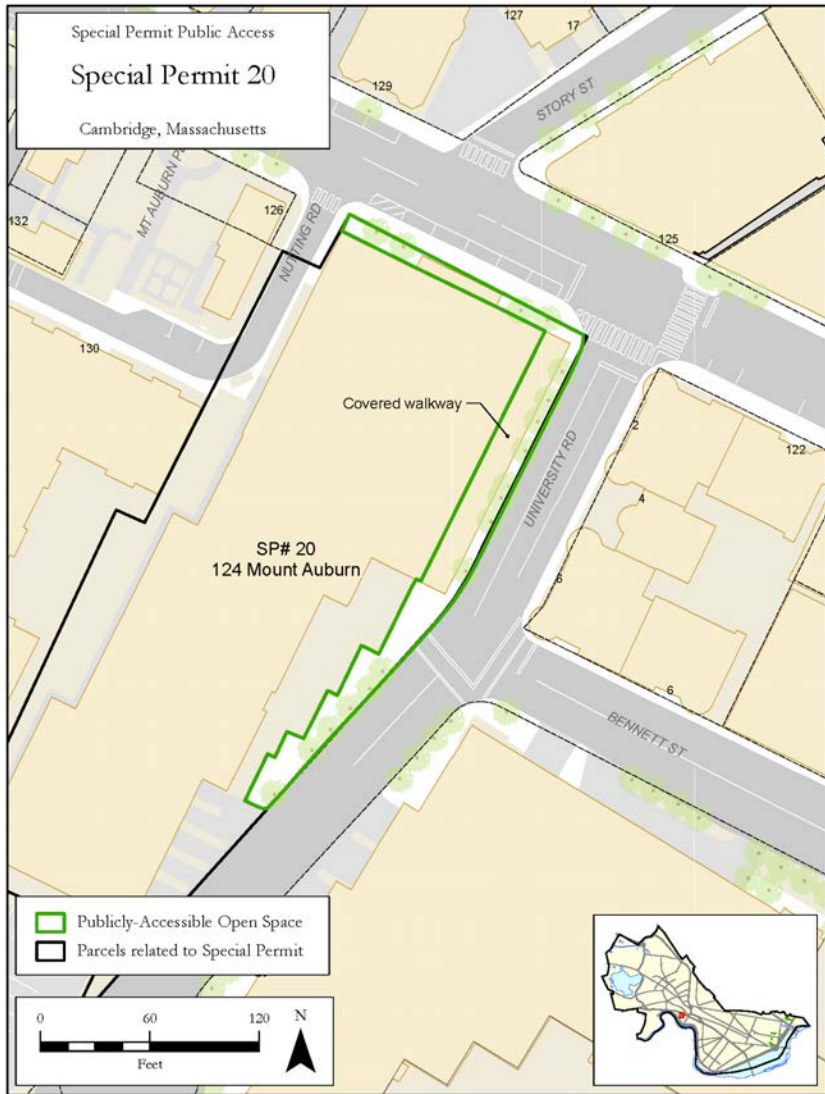 Special Permit Public Access
Special Permit 20
Cambridge, Massachusetts
127
17
129
STORY ST
MT AUBURN
132
126
NUTTING RD
125
130
Covered walkway
UNIVERSITY RD
2
122
4
SP# 20
124 Mount Auburn
6
6
BENNETT ST
Publicly-Accessible Open Space
Parcels related to Special Permit
0
60
120
N
Feet